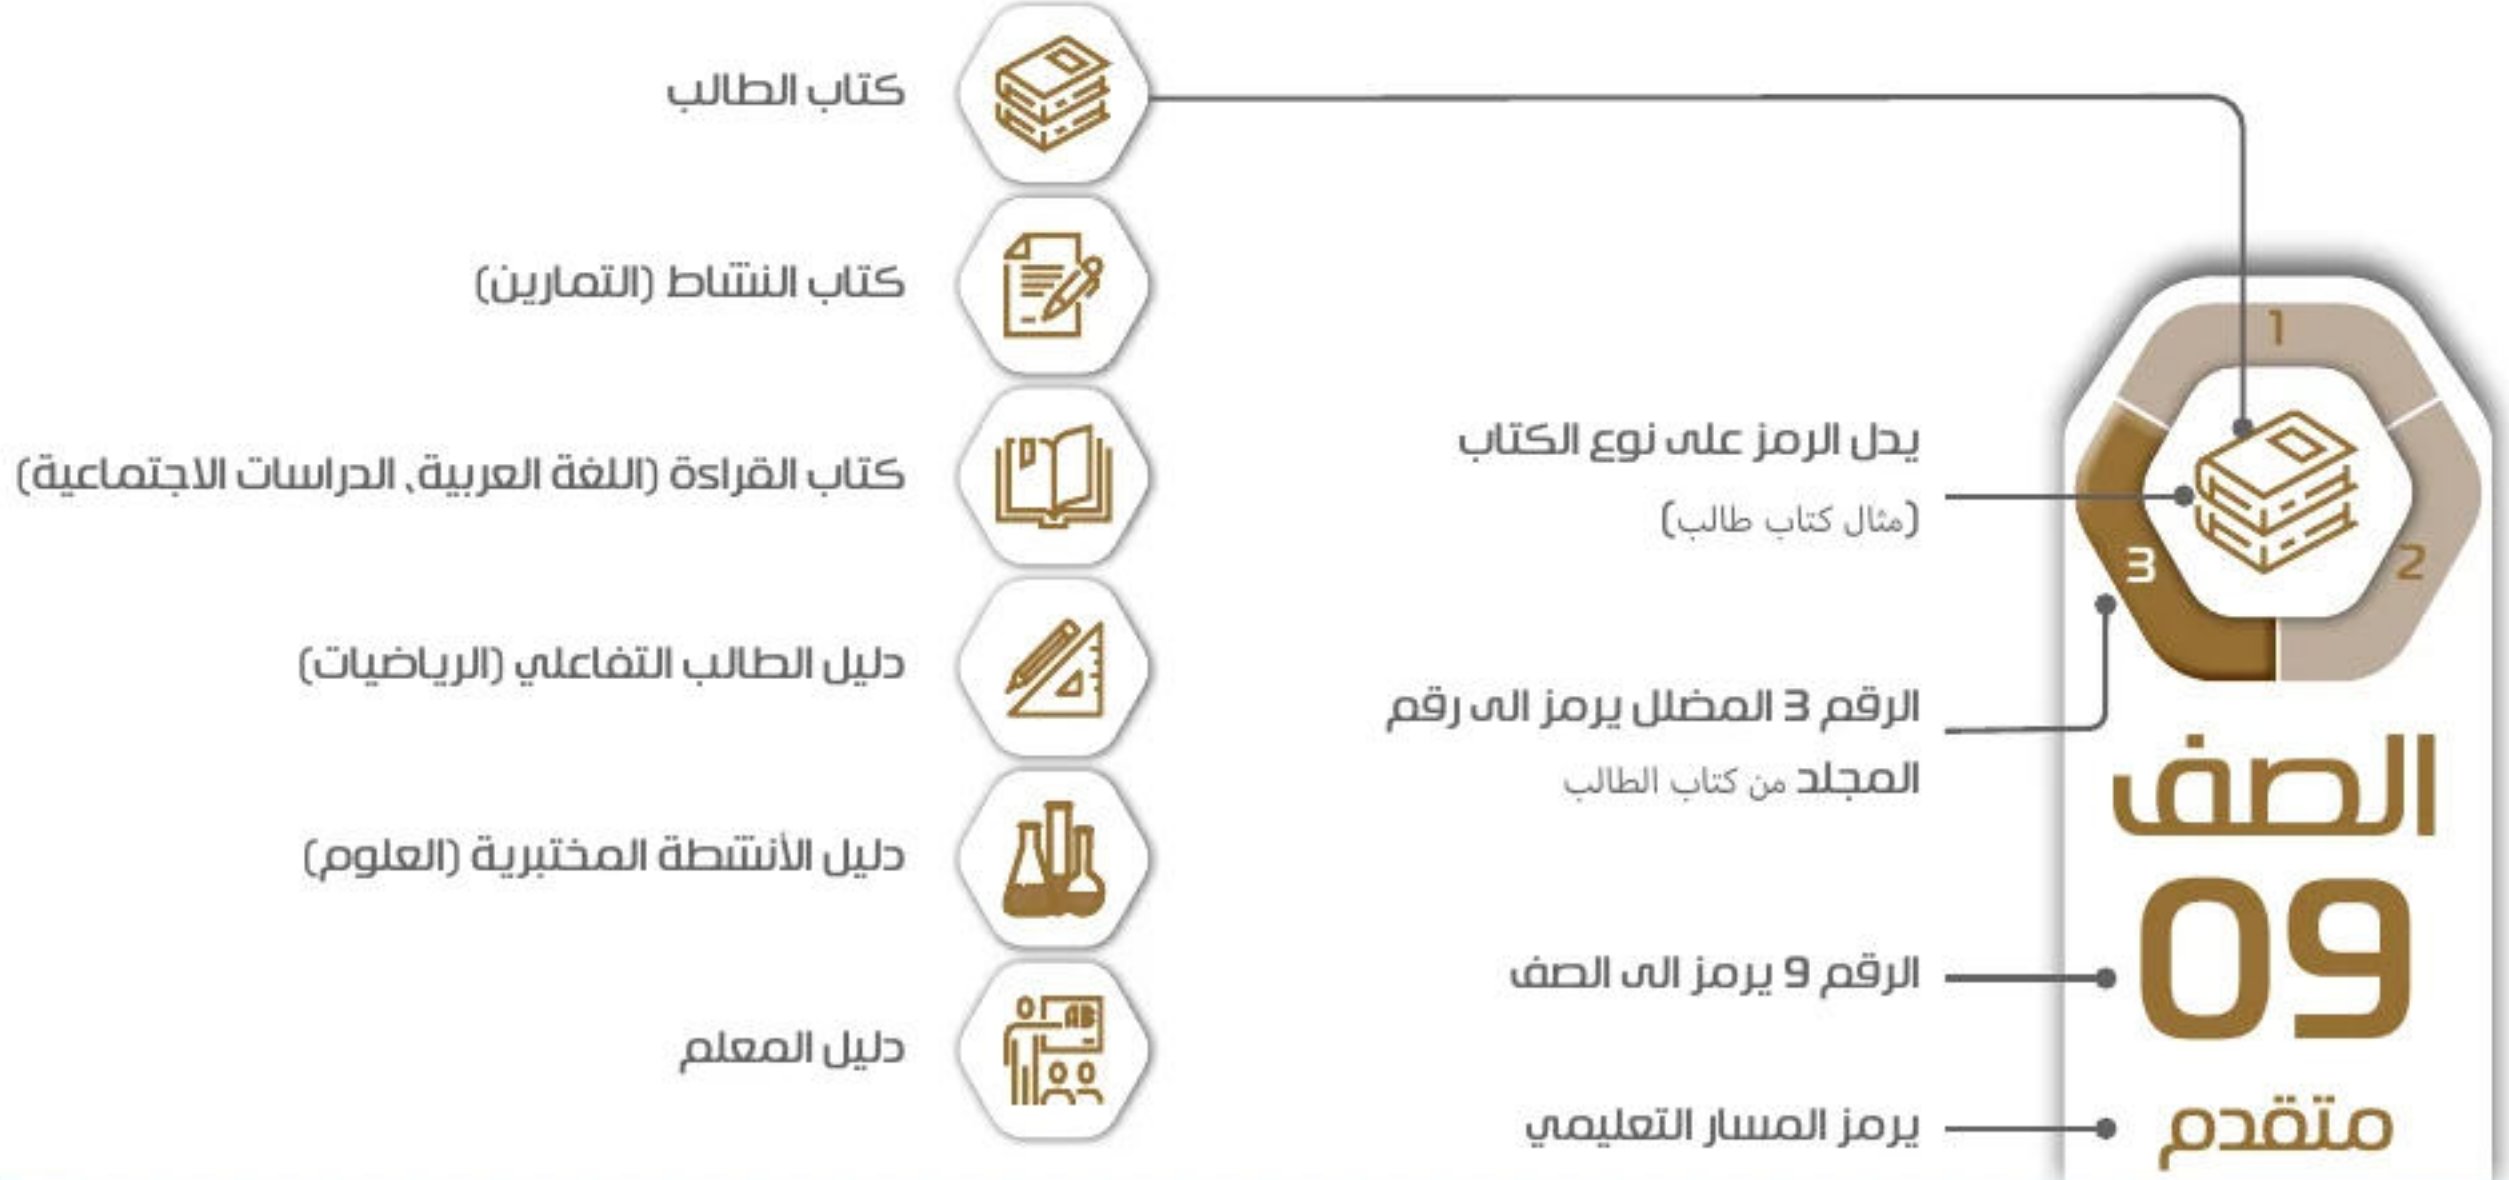 1
2
3
الصف
09
متقدم
يدل الرمز على نوع الكتاب
(مثال كتاب طالب)
الرقم 3 المضلل يرمز الى رقم
المجلد من كتاب الطالب
الرقم 9 يرمز الى الصف
يرمز المسار التعليمي
كتاب الطالب
كتاب النشاط (التمارين)
كتاب القراءة (اللغة العربية، الدراسات الاجتماعية)
دليل الطالب التفاعلي (الرياضيات)
دليل الأنشطة المختبرية (العلوم)
دليل المعلم
AB